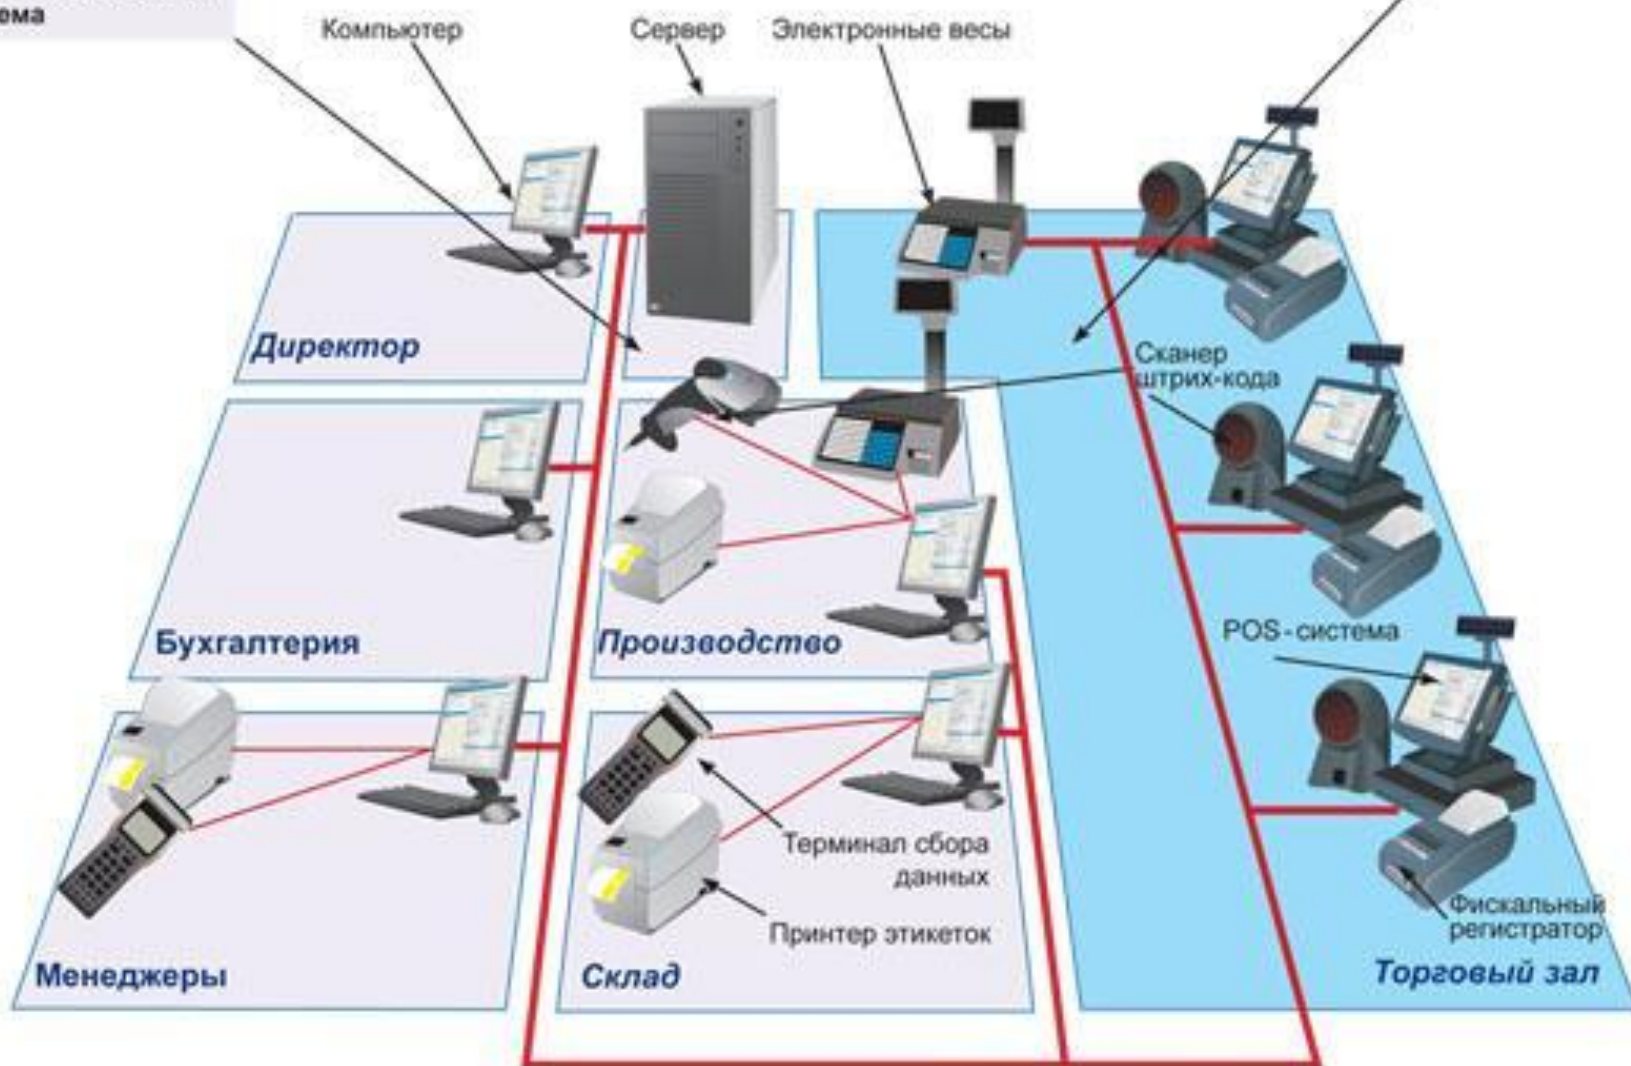 ема
Компьютер
Сервер
Электронные весы
Директор
Сканер
штрих-кода
Бухгалтерия
Производство
POS-система
Терминал сбора
данных
Принтер этикеток
Фискальный
регистратор
Менеджеры
Склад
Торговый зал